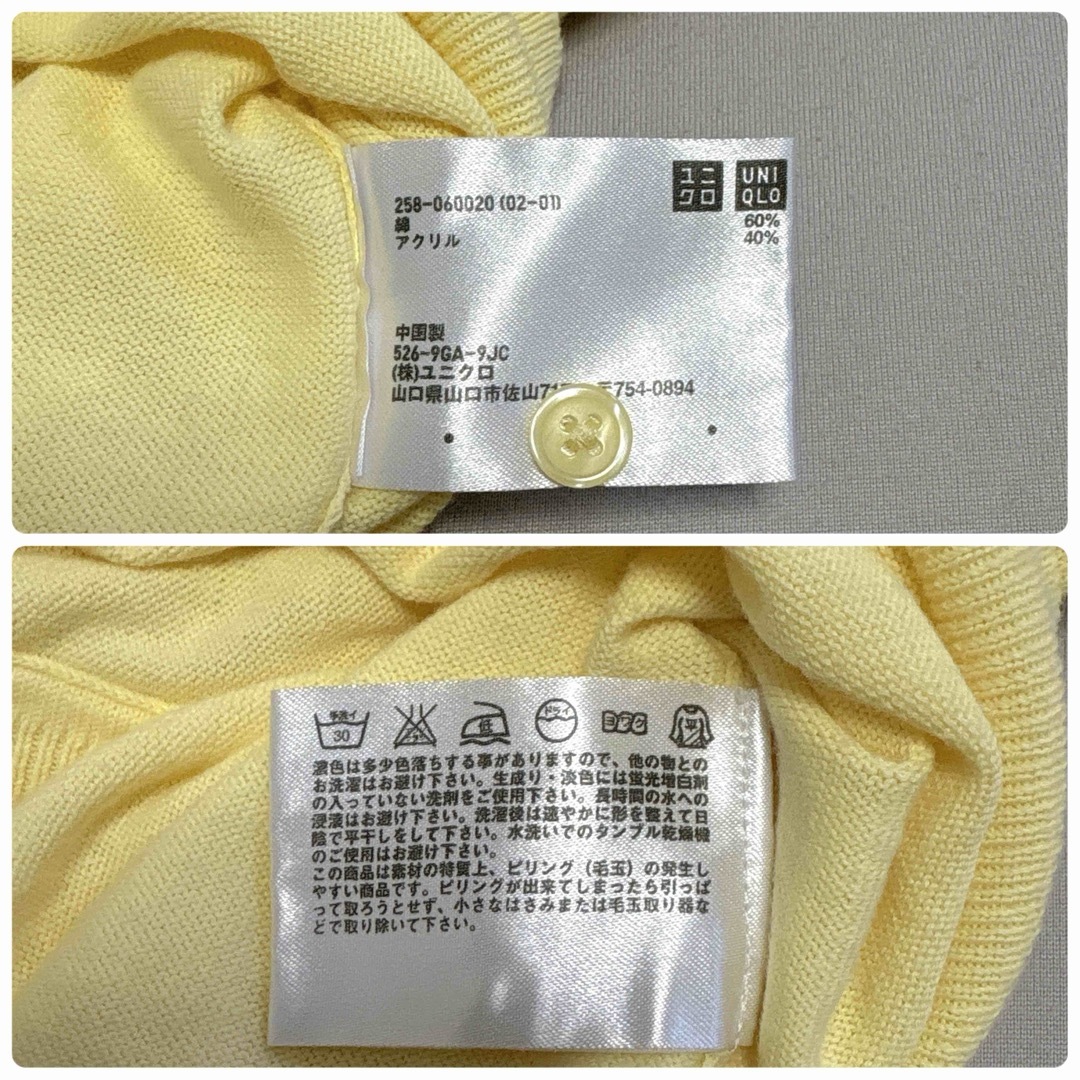 ユニ
クロ
UNI
QLO
258-060020 (02-01)
綿 60%
アクリル 40%
中国製
526-9GA-9JC
(株)ユニクロ
山口県山口市佐山71 〒754-0894
手洗イ
30
エンソサラシ
低
ドライ
ヨワク
平
濃色は多少色落ちする事がありますので、他の物との
お洗濯はお避け下さい。生成り・淡色には蛍光増白剤
の入っていない洗剤をご使用下さい。長時間の水への
浸漬はお避け下さい。洗濯後は速やかに形を整えて日
陰で平干しをして下さい。水洗いでのタンブル乾燥機
のご使用はお避け下さい。
この商品は素材の特質上、ピリング（毛玉）の発生し
やすい商品です。ピリングが出来てしまったら引っぱ
って取ろうとせず、小さなはさみまたは毛玉取り器な
どで取り除いて下さい。